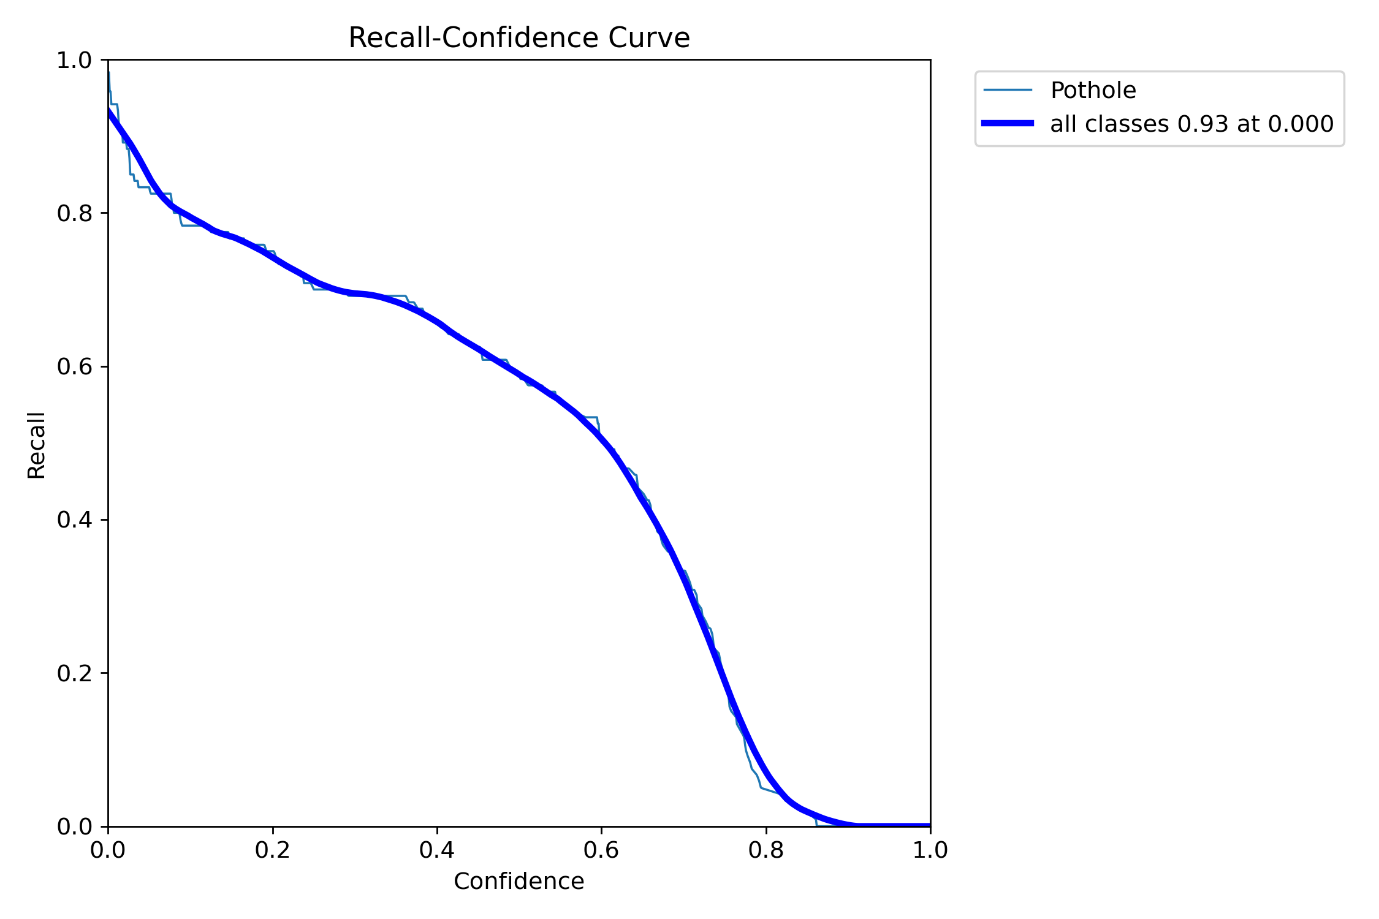 Recall-Confidence Curve
1.0
0.8
0.6
0.4
0.2
0.0
Recall
0.0 0.2 0.4 0.6 0.8 1.0
Confidence
Pothole
all classes 0.93 at 0.000